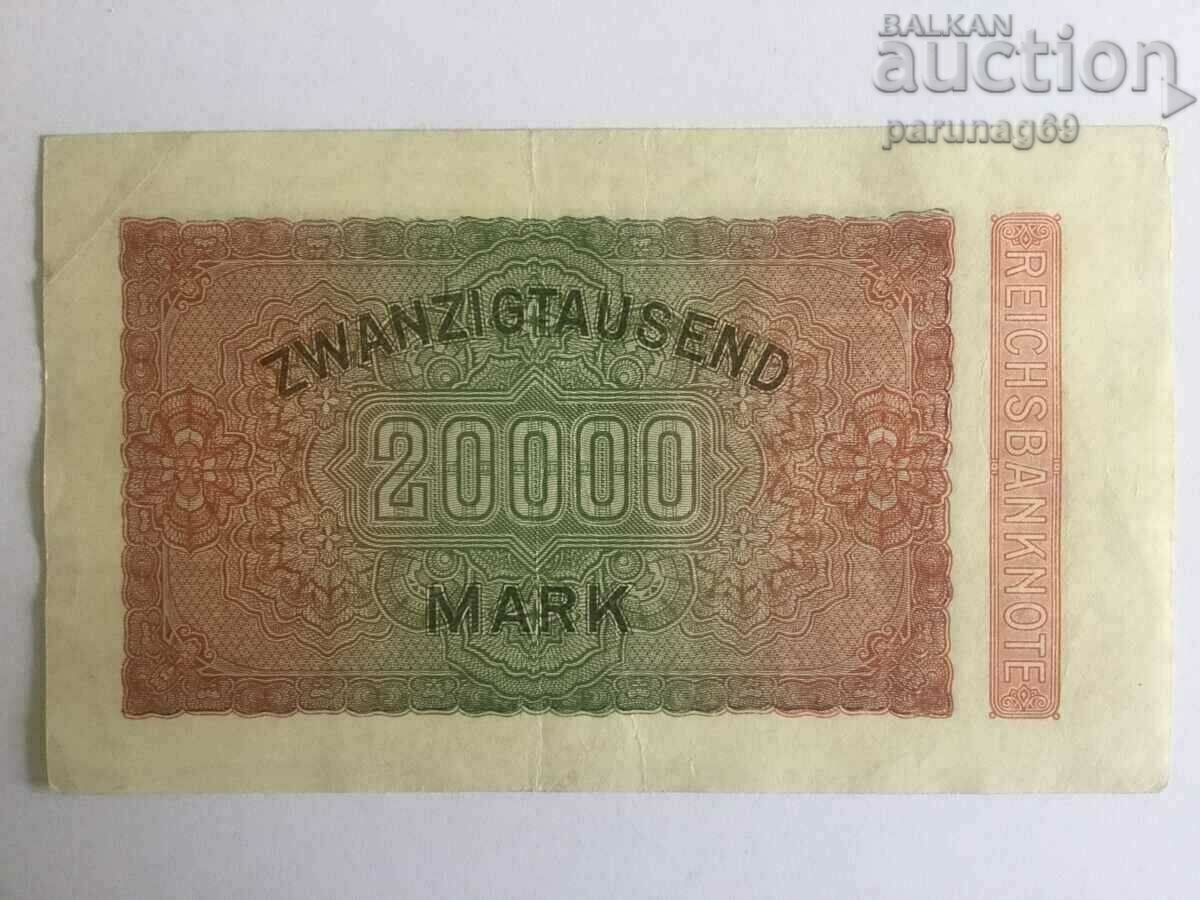 BALKAN
auction
parunag69
ZWANZIGTAUSEND
20000
MARK
REICHSBANKNOTE